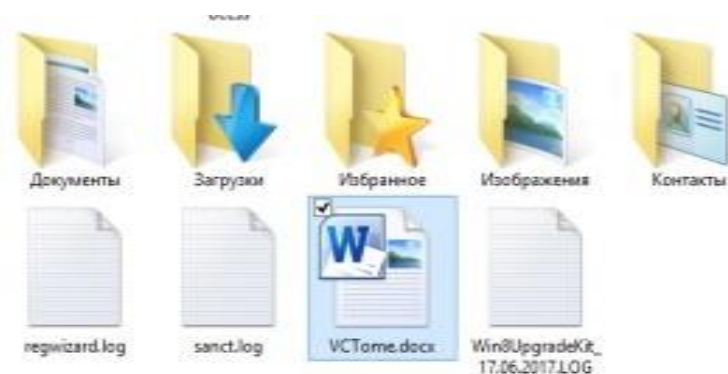 Документы Загрузки Избранное Изображения Контакты
regwizard.log sanct.log VCTome.docx Win8UpgradeKit_
17.06.2017.LOG